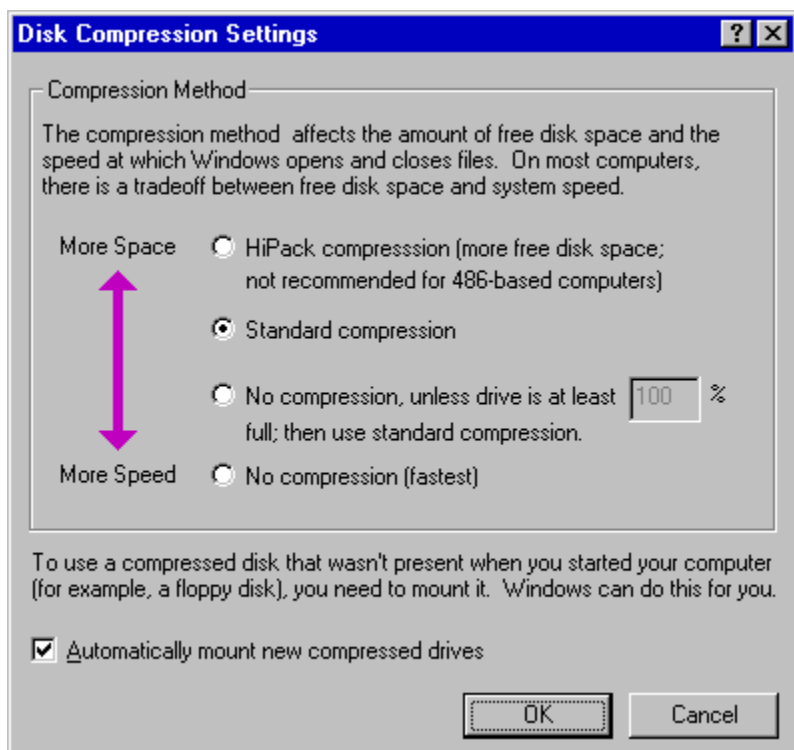 Disk Compression Settings
Compression Method
The compression method  affects the amount of free disk space and the
speed at which Windows opens and closes files.  On most computers,
there is a tradeoff between free disk space and system speed.
More Space
HiPack compresssion (more free disk space;
not recommended for 486-based computers)
Standard compression
No compression, unless drive is at least 100 %
full; then use standard compression.
More Speed
No compression (fastest)
To use a compressed disk that wasn't present when you started your computer
(for example, a floppy disk), you need to mount it.  Windows can do this for you.
Automatically mount new compressed drives
OK
Cancel